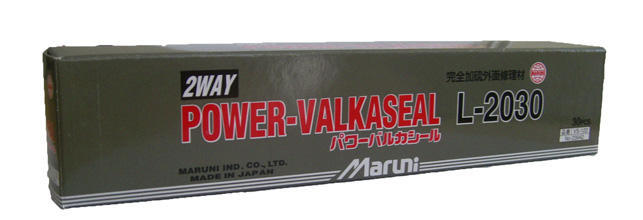 2WAY
完全加硫外面修理材
POWER-VALKASEAL L-2030
パワーバルカシール
30pcs.
MARUNI IND. CO., LTD.
MADE IN JAPAN
Maruni